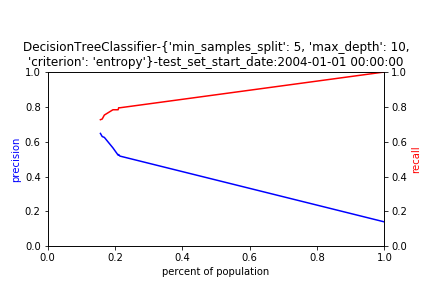 DecisionTreeClassifier-{'min_samples_split': 5, 'max_depth': 10,
'criterion': 'entropy'}-test_set_start_date:2004-01-01 00:00:00
1.0
0.8
0.6
0.4
0.2
0.0
precision
1.0
0.8
0.6
0.4
0.2
0.0
recall
0.0 0.2 0.4 0.6 0.8 1.0
percent of population